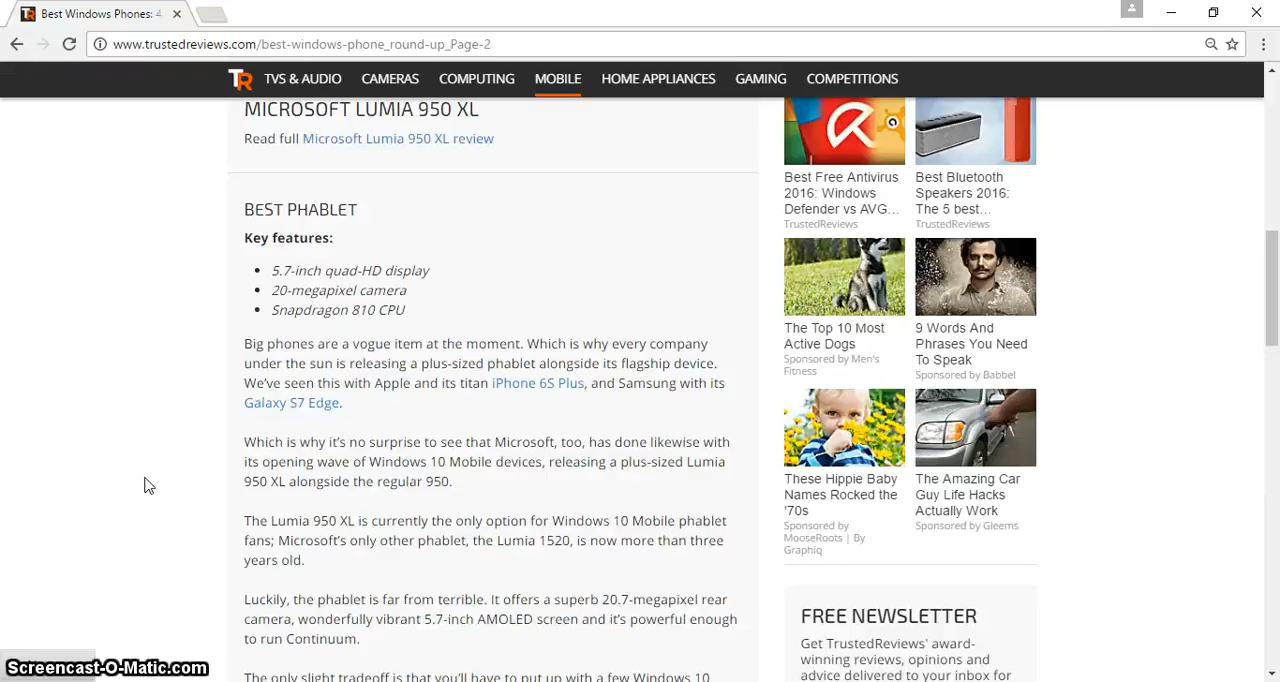 Best Windows Phones: 4
www.trustedreviews.com/best-windows-phone_round-up_Page-2
TR TVS & AUDIO CAMERAS COMPUTING MOBILE HOME APPLIANCES GAMING COMPETITIONS
MICROSOFT LUMIA 950 XL
Read full Microsoft Lumia 950 XL review
BEST PHABLET
Key features:
• 5.7-inch quad-HD display
• 20-megapixel camera
• Snapdragon 810 CPU
Big phones are a vogue item at the moment. Which is why every company
under the sun is releasing a plus-sized phablet alongside its flagship device.
We've seen this with Apple and its titan iPhone 6S Plus, and Samsung with its
Galaxy S7 Edge.
Which is why it's no surprise to see that Microsoft, too, has done likewise with
its opening wave of Windows 10 Mobile devices, releasing a plus-sized Lumia
950 XL alongside the regular 950.
The Lumia 950 XL is currently the only option for Windows 10 Mobile phablet
fans; Microsoft's only other phablet, the Lumia 1520, is now more than three
years old.
Luckily, the phablet is far from terrible. It offers a superb 20.7-megapixel rear
camera, wonderfully vibrant 5.7-inch AMOLED screen and it's powerful enough
to run Continuum.
The only slight tradeoff is that you'll have to put up with a few Windows 10
Best Free Antivirus
2016: Windows
Defender vs AVG...
TrustedReviews
Best Bluetooth
Speakers 2016:
The 5 best...
TrustedReviews
The Top 10 Most
Active Dogs
Sponsored by Men's
Fitness
9 Words And
Phrases You Need
To Speak
Sponsored by Babbel
These Hippie Baby
Names Rocked the
'70s
Sponsored by
MooseRoots | By
Graphiq
The Amazing Car
Guy Life Hacks
Actually Work
Sponsored by Gleems
FREE NEWSLETTER
Get TrustedReviews' award-
winning reviews, opinions and
advice delivered to your inbox for
Screencast-O-Matic.com